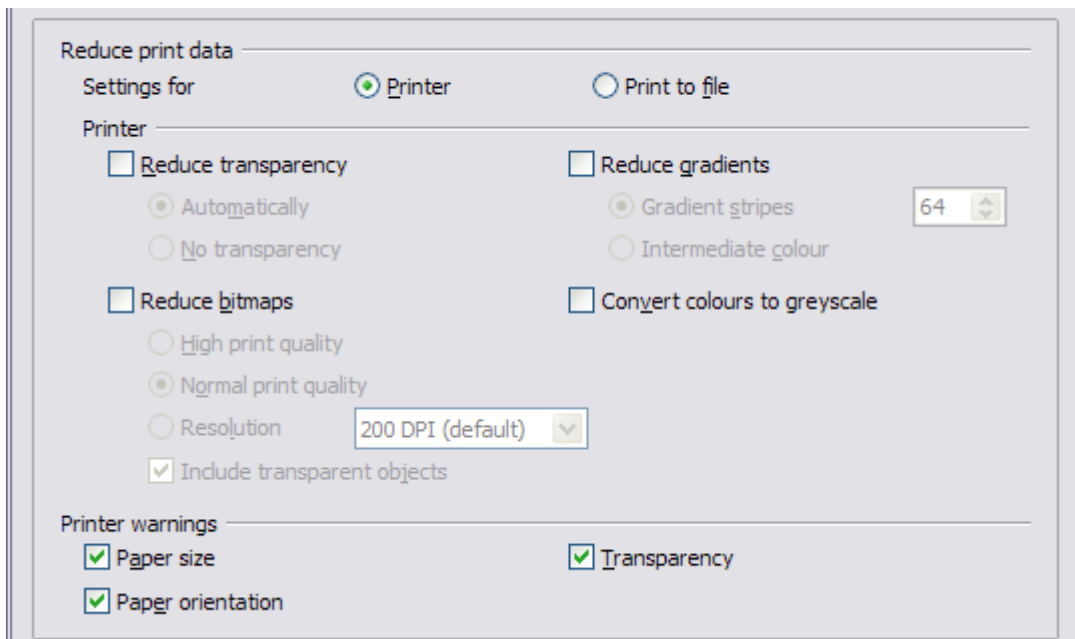 Reduce print data
Settings for Printer Print to file
Printer
Reduce transparency Reduce gradients
Automatically Gradient stripes 64
No transparency Intermediate colour
Reduce bitmaps Convert colours to greyscale
High print quality
Normal print quality
Resolution 200 DPI (default)
Include transparent objects
Printer warnings
Paper size Transparency
Paper orientation